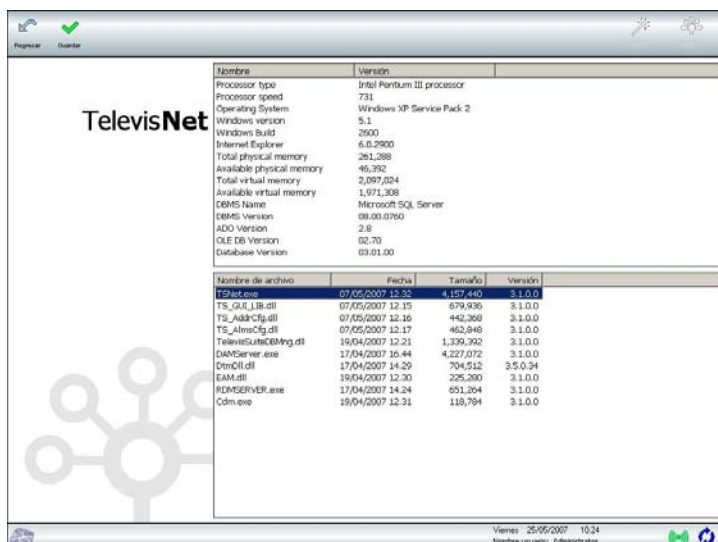 Regresar Guardar
TelevisNet
Nombre Versión
Processor type Intel Pentium III processor
Processor speed 731
Operating System Windows XP Service Pack 2
Windows version 5.1
Windows Build 2600
Internet Explorer 6.0.2900
Total physical memory 261,288
Available physical memory 46,392
Total virtual memory 2,097,024
Available virtual memory 1,971,308
DBMS Name Microsoft SQL Server
DBMS Version 08.00.0760
ADO Version 2.8
OLE DB Version 02.70
Database Version 03.01.00
Nombre de archivo Fecha Tamaño Versión
TSNet.exe 07/05/2007 12.32 4,157,440 3.1.0.0
TS_GUI_LIB.dll 07/05/2007 12.15 679,936 3.1.0.0
TS_AddrCfg.dll 07/05/2007 12.16 442,368 3.1.0.0
TS_AlmsCfg.dll 07/05/2007 12.17 462,848 3.1.0.0
TelevisSuiteDBMng.dll 19/04/2007 12.21 1,339,392 3.1.0.0
DAMServer.exe 17/04/2007 16.44 4,227,072 3.1.0.0
DtmDll.dll 17/04/2007 14.29 704,512 3.5.0.34
EAM.dll 19/04/2007 12.30 225,280 3.1.0.0
RDMSERVER.exe 17/04/2007 14.24 651,264 3.1.0.0
Cdm.exe 19/04/2007 12.31 118,784 3.1.0.0
Viernes 25/05/2007 10:24
Administrator